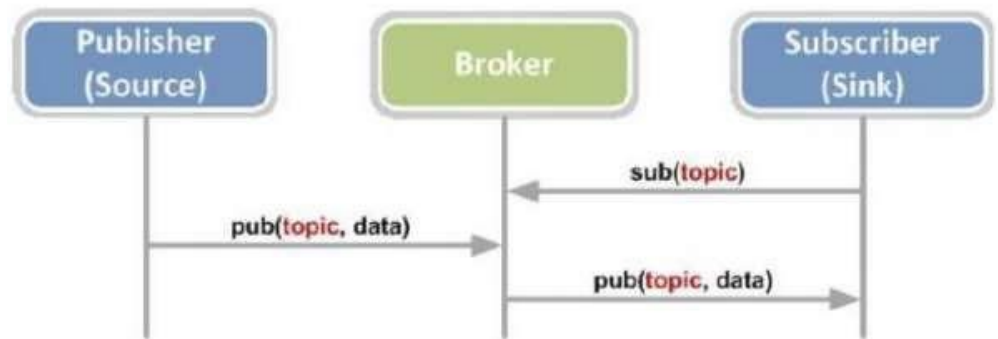 Publisher
(Source)
Broker
Subscriber
(Sink)
sub(topic)
pub(topic, data)
pub(topic, data)